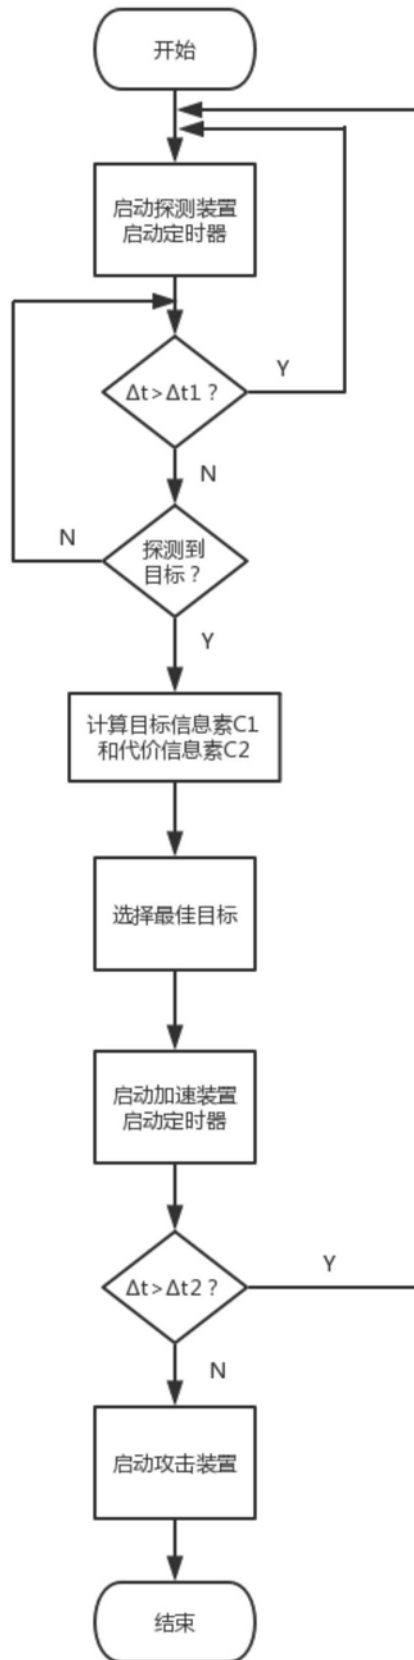 开始
启动探测装置
启动定时器
Δt>Δt1？
Y
N
探测到
目标？
N
Y
计算目标信息素C1
和代价信息素C2
选择最佳目标
启动加速装置
启动定时器
Δt>Δt2？
Y
N
启动攻击装置
结束